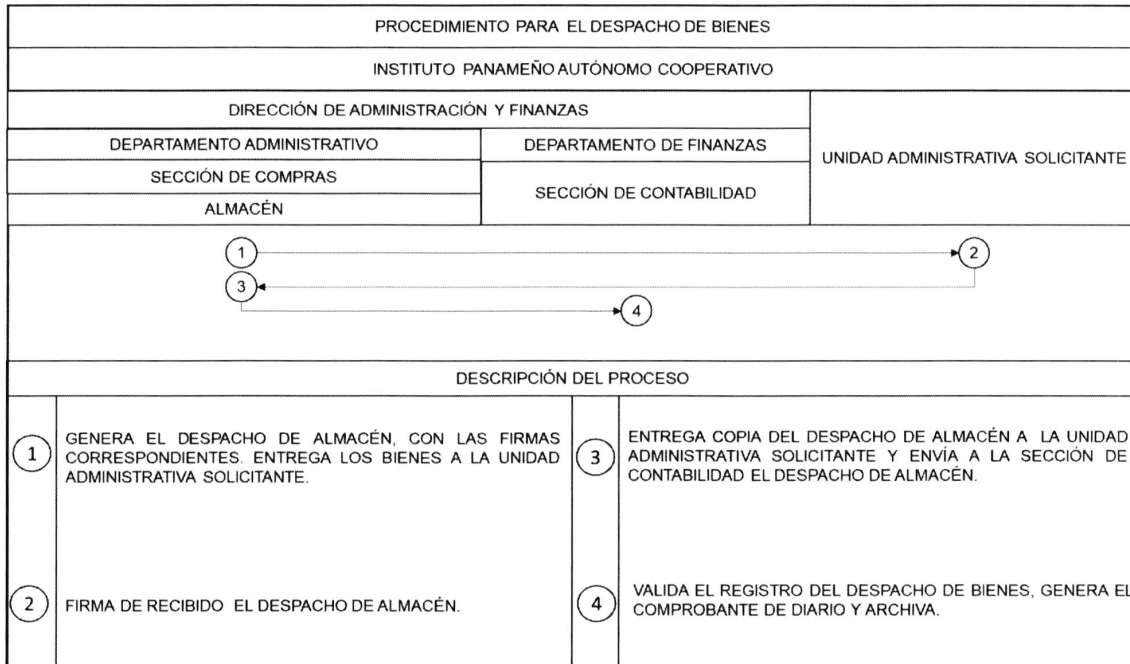 PROCEDIMIENTO PARA EL DESPACHO DE BIENES
INSTITUTO PANAMEÑO AUTÓNOMO COOPERATIVO
DIRECCIÓN DE ADMINISTRACIÓN Y FINANZAS
DEPARTAMENTO ADMINISTRATIVO
DEPARTAMENTO DE FINANZAS
UNIDAD ADMINISTRATIVA SOLICITANTE
SECCIÓN DE COMPRAS
SECCIÓN DE CONTABILIDAD
ALMACÉN
1
2
3
4
DESCRIPCIÓN DEL PROCESO
1
GENERA EL DESPACHO DE ALMACÉN, CON LAS FIRMAS
CORRESPONDIENTES. ENTREGA LOS BIENES A LA UNIDAD
ADMINISTRATIVA SOLICITANTE.
2
FIRMA DE RECIBIDO EL DESPACHO DE ALMACÉN.
3
ENTREGA COPIA DEL DESPACHO DE ALMACÉN A LA UNIDAD
ADMINISTRATIVA SOLICITANTE Y ENVÍA A LA SECCIÓN DE
CONTABILIDAD EL DESPACHO DE ALMACÉN.
4
VALIDA EL REGISTRO DEL DESPACHO DE BIENES, GENERA EL
COMPROBANTE DE DIARIO Y ARCHIVA.